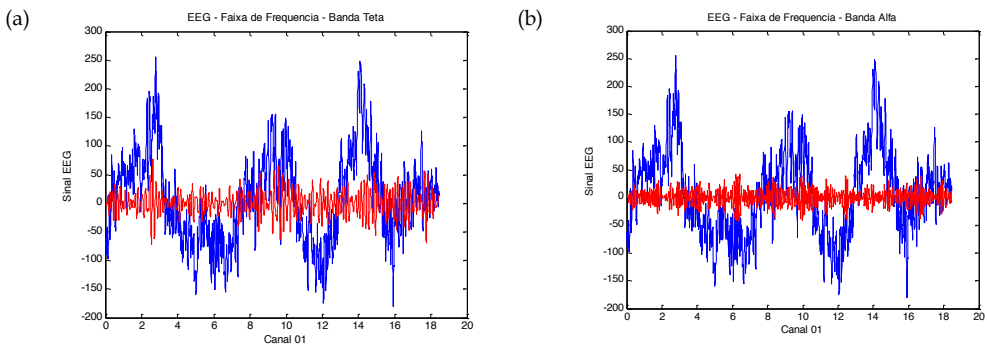 (a)
EEG - Faixa de Frequencia - Banda Teta
300
250
200
150
100
50
0
-50
-100
-150
-200
Sinal EEG
0 2 4 6 8 10 12 14 16 18 20
Canal 01
(b)
EEG - Faixa de Frequencia - Banda Alfa
300
250
200
150
100
50
0
-50
-100
-150
-200
Sinal EEG
0 2 4 6 8 10 12 14 16 18 20
Canal 01